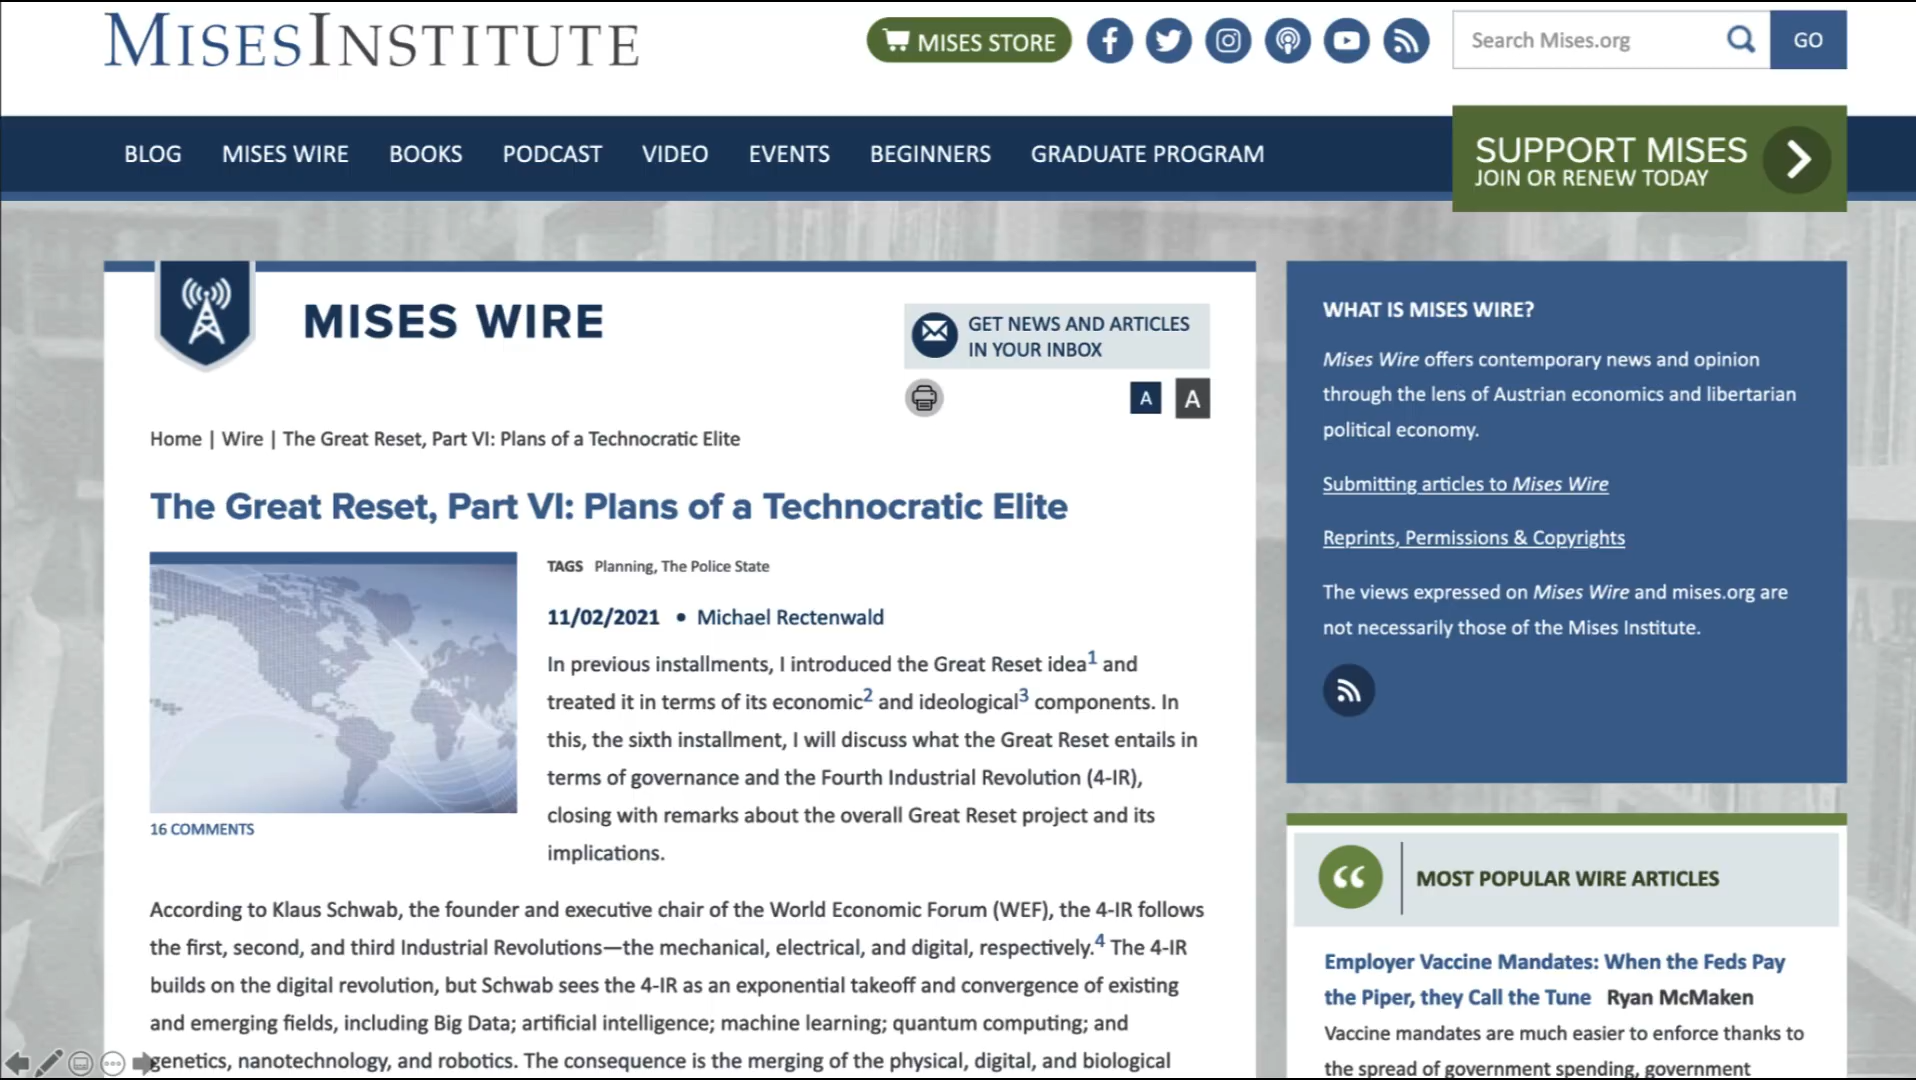 MISESINSTITUTE
MISES STORE
Search Mises.org
GO
BLOG MISES WIRE BOOKS PODCAST VIDEO EVENTS BEGINNERS GRADUATE PROGRAM
SUPPORT MISES
JOIN OR RENEW TODAY
MISES WIRE
GET NEWS AND ARTICLES
IN YOUR INBOX
A A
Home | Wire | The Great Reset, Part VI: Plans of a Technocratic Elite
The Great Reset, Part VI: Plans of a Technocratic Elite
TAGS Planning, The Police State
11/02/2021 • Michael Rectenwald
In previous installments, I introduced the Great Reset idea1 and
treated it in terms of its economic2 and ideological3 components. In
this, the sixth installment, I will discuss what the Great Reset entails in
terms of governance and the Fourth Industrial Revolution (4-IR),
closing with remarks about the overall Great Reset project and its
implications.
16 COMMENTS
According to Klaus Schwab, the founder and executive chair of the World Economic Forum (WEF), the 4-IR follows
the first, second, and third Industrial Revolutions—the mechanical, electrical, and digital, respectively.4 The 4-IR
builds on the digital revolution, but Schwab sees the 4-IR as an exponential takeoff and convergence of existing
and emerging fields, including Big Data; artificial intelligence; machine learning; quantum computing; and
genetics, nanotechnology, and robotics. The consequence is the merging of the physical, digital, and biological
WHAT IS MISES WIRE?
Mises Wire offers contemporary news and opinion
through the lens of Austrian economics and libertarian
political economy.
Submitting articles to Mises Wire
Reprints, Permissions & Copyrights
The views expressed on Mises Wire and mises.org are
not necessarily those of the Mises Institute.
MOST POPULAR WIRE ARTICLES
Employer Vaccine Mandates: When the Feds Pay
the Piper, they Call the Tune Ryan McMaken
Vaccine mandates are much easier to enforce thanks to
the spread of government spending, government